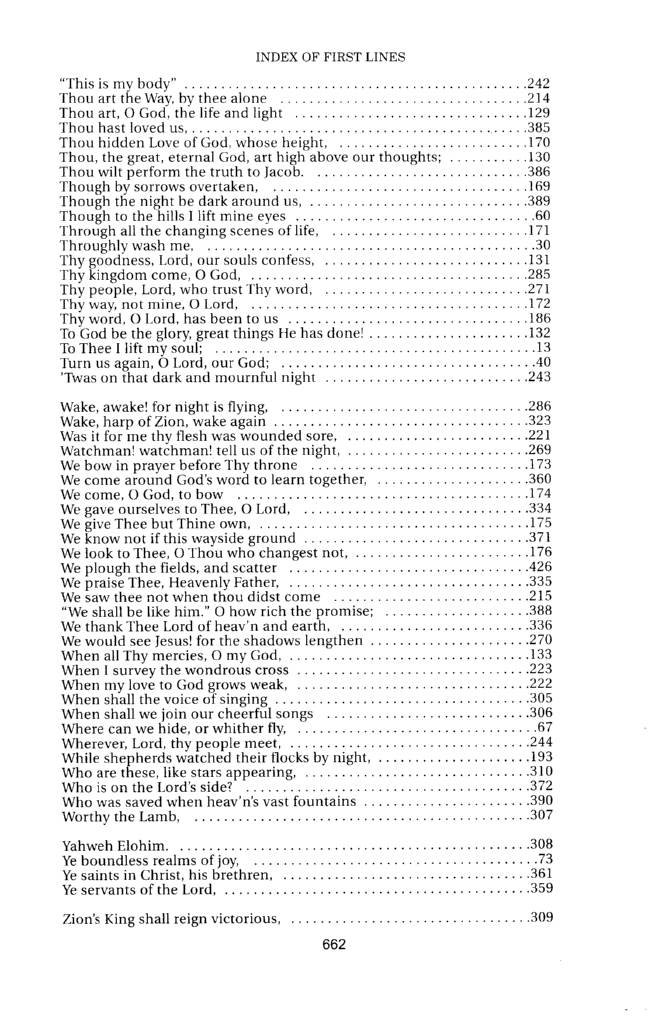 INDEX OF FIRST LINES
"This is my body" ...............................................242
Thou art the Way, by thee alone ..................................214
Thou art, O God, the life and light ................................129
Thou hast loved us, ..............................................385
Thou hidden Love of God, whose height, ..........................170
Thou, the great, eternal God, art high above our thoughts; ...........130
Thou wilt perform the truth to Jacob. .............................386
Though by sorrows overtaken, ...................................169
Though the night be dark around us, ..............................389
Though to the hills I lift mine eyes .................................60
Through all the changing scenes of life, ...........................171
Throughly wash me, .............................................30
Thy goodness, Lord, our souls confess, ............................131
Thy kingdom come, O God, ......................................285
Thy people, Lord, who trust Thy word, ............................271
Thy way, not mine, O Lord, ......................................172
Thy word, O Lord, has been to us .................................186
To God be the glory, great things He has done! ......................132
To Thee I lift my soul; ............................................13
Turn us again, O Lord, our God; ...................................40
'Twas on that dark and mournful night ............................243
Wake, awake! for night is flying, ..................................286
Wake, harp of Zion, wake again ...................................323
Was it for me thy flesh was wounded sore, .........................221
Watchman! watchman! tell us of the night, .........................269
We bow in prayer before Thy throne ..............................173
We come around God's word to learn together, .....................360
We come, O God, to bow ........................................174
We gave ourselves to Thee, O Lord, ...............................334
We give Thee but Thine own, .....................................175
We know not if this wayside ground ...............................371
We look to Thee, O Thou who changest not, ........................176
We plough the fields, and scatter .................................426
We praise Thee, Heavenly Father, .................................335
We saw thee not when thou didst come ...........................215
"We shall be like him." O how rich the promise; ....................388
We thank Thee Lord of heav'n and earth, ..........................336
We would see Jesus! for the shadows lengthen ......................270
When all Thy mercies, O my God, .................................133
When I survey the wondrous cross ................................223
When my love to God grows weak, ................................222
When shall the voice of singing ...................................305
When shall we join our cheerful songs ............................306
Where can we hide, or whither fly, .................................67
Wherever, Lord, thy people meet, .................................244
While shepherds watched their flocks by night, .....................193
Who are these, like stars appearing, ...............................310
Who is on the Lord's side? .......................................372
Who was saved when heav'n's vast fountains .......................390
Worthy the Lamb, ..............................................307
Yahweh Elohim. ................................................308
Ye boundless realms of joy, .......................................73
Ye saints in Christ, his brethren, ..................................361
Ye servants of the Lord, ..........................................359
Zion's King shall reign victorious, .................................309
662